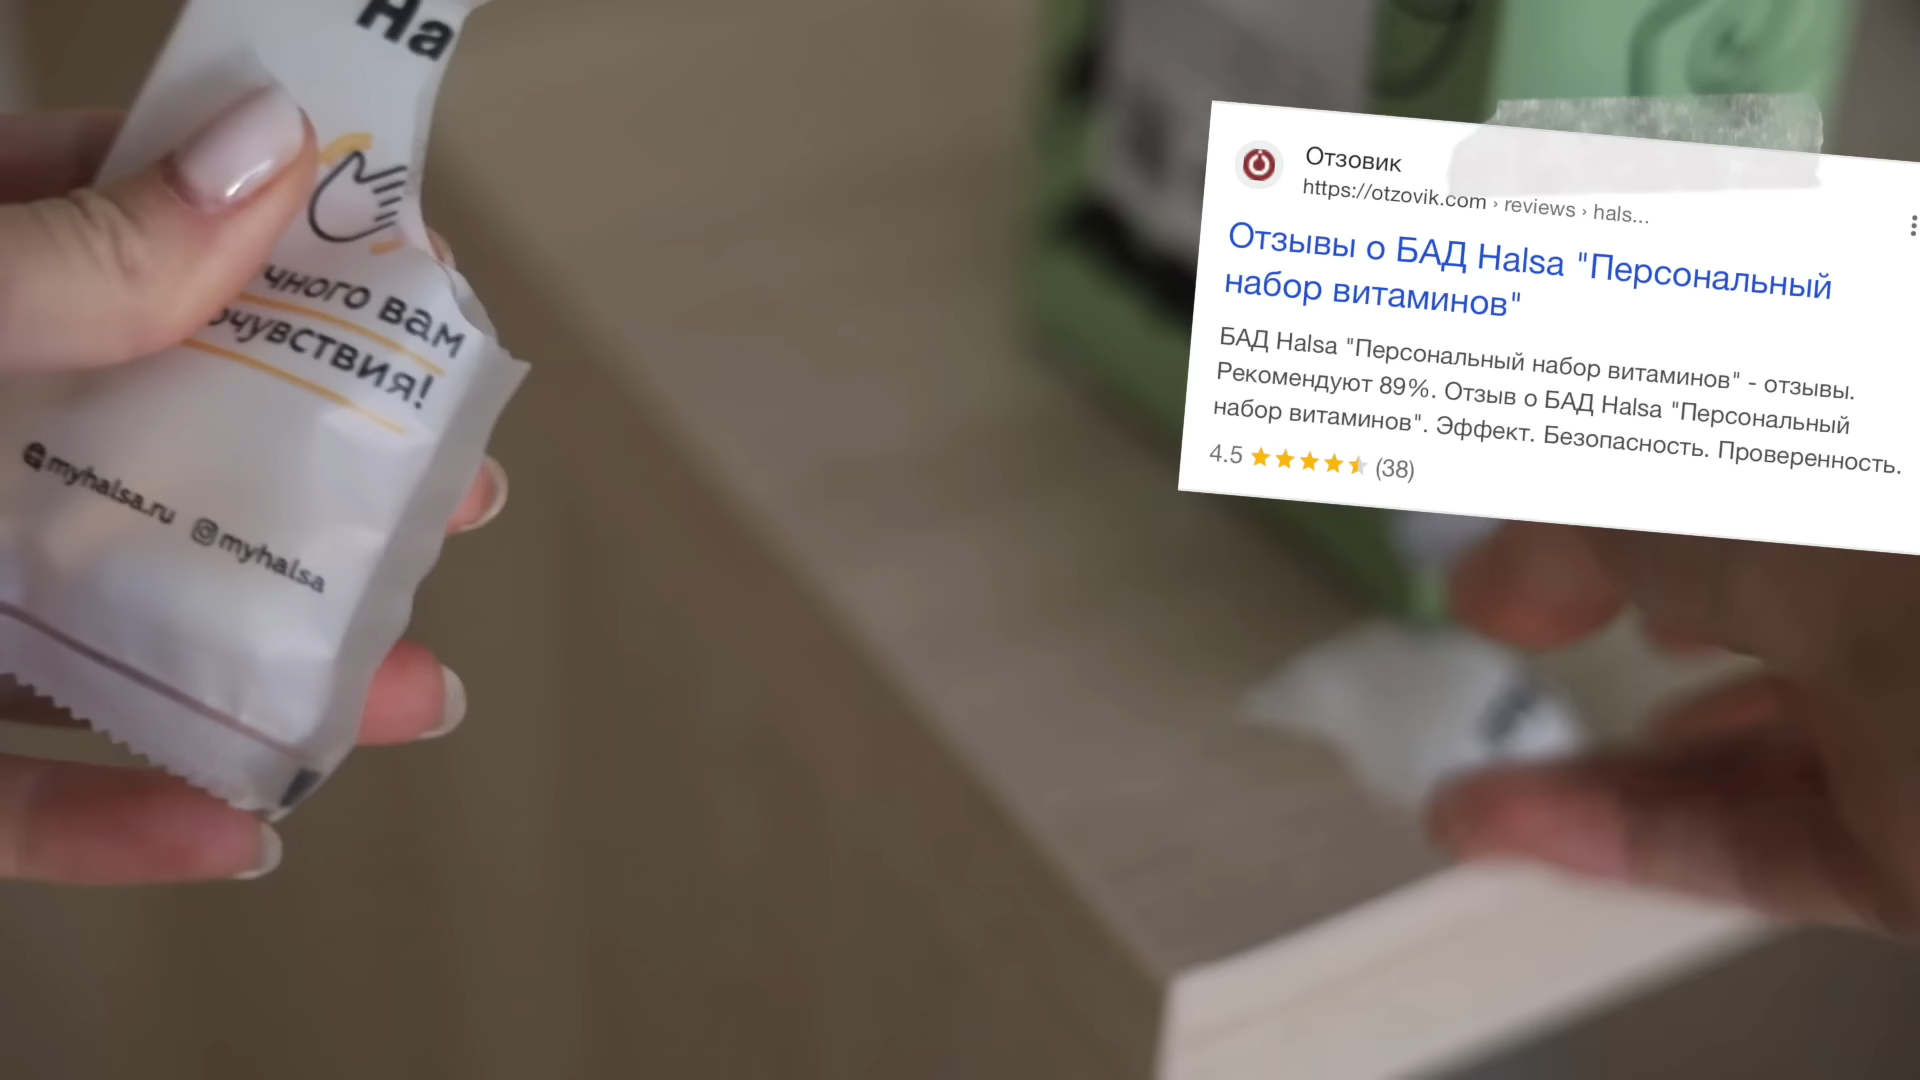 На
чного вам
очувствия!
myhalsa.ru @myhalsa
Отзовик
https://otzovik.com › reviews › hals...
Отзывы о БАД Halsa "Персональный
набор витаминов"
БАД Halsa "Персональный набор витаминов" - отзывы.
Рекомендуют 89%. Отзыв о БАД Halsa "Персональный
набор витаминов". Эффект. Безопасность. Проверенность.
4.5 (38)